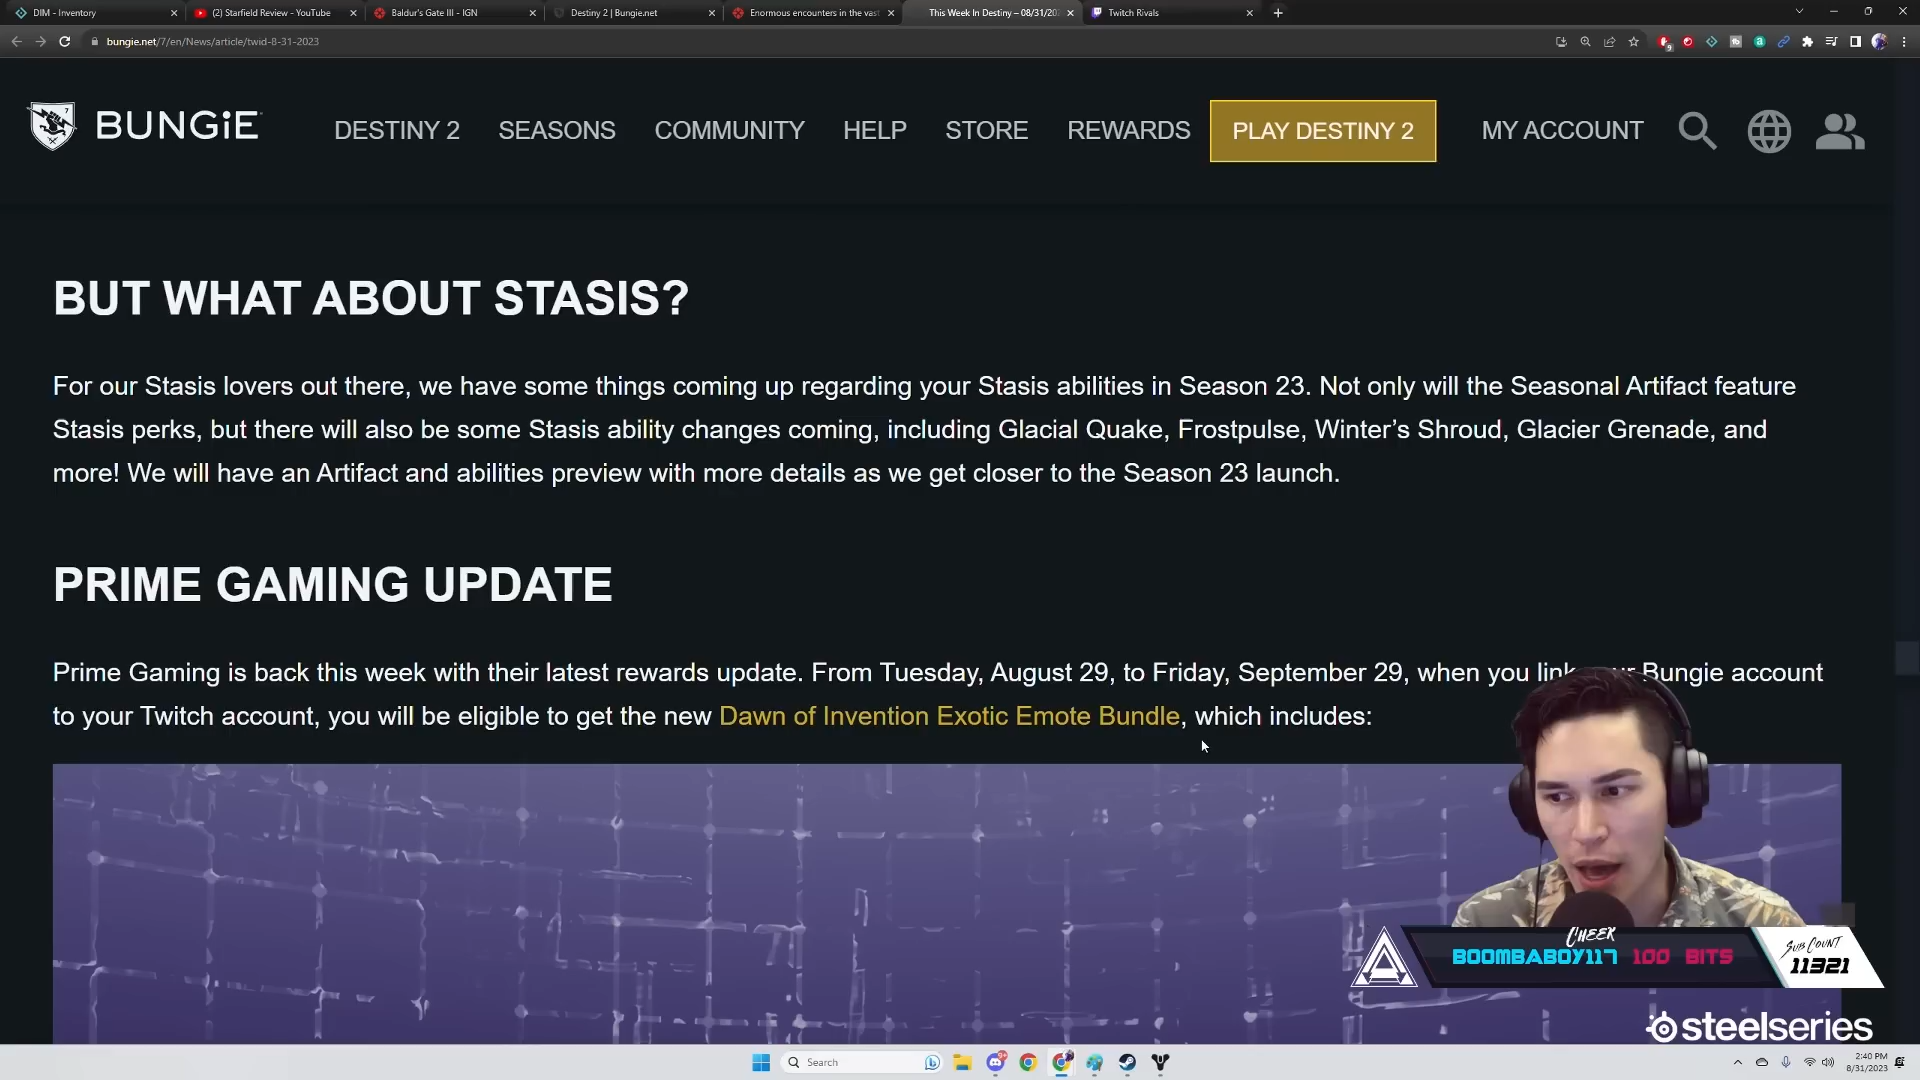 DIM - Inventory
(2) Starfield Review - YouTube
Baldur's Gate III - IGN
Destiny 2 | Bungie.net
Enormous encounters in the vast
This Week In Destiny – 08/31/202
Twitch Rivals
bungie.net/7/en/News/article/twid-8-31-2023
BUNGiE
DESTINY 2
SEASONS
COMMUNITY
HELP
STORE
REWARDS
PLAY DESTINY 2
MY ACCOUNT
BUT WHAT ABOUT STASIS?
For our Stasis lovers out there, we have some things coming up regarding your Stasis abilities in Season 23. Not only will the Seasonal Artifact feature
Stasis perks, but there will also be some Stasis ability changes coming, including Glacial Quake, Frostpulse, Winter's Shroud, Glacier Grenade, and
more! We will have an Artifact and abilities preview with more details as we get closer to the Season 23 launch.
PRIME GAMING UPDATE
Prime Gaming is back this week with their latest rewards update. From Tuesday, August 29, to Friday, September 29, when you link Bungie account
to your Twitch account, you will be eligible to get the new Dawn of Invention Exotic Emote Bundle, which includes:
CHEER
BOOMBABOY117 100 BITS
SUB COUNT
11321
steelseries
Search
2:40 PM
8/31/2023